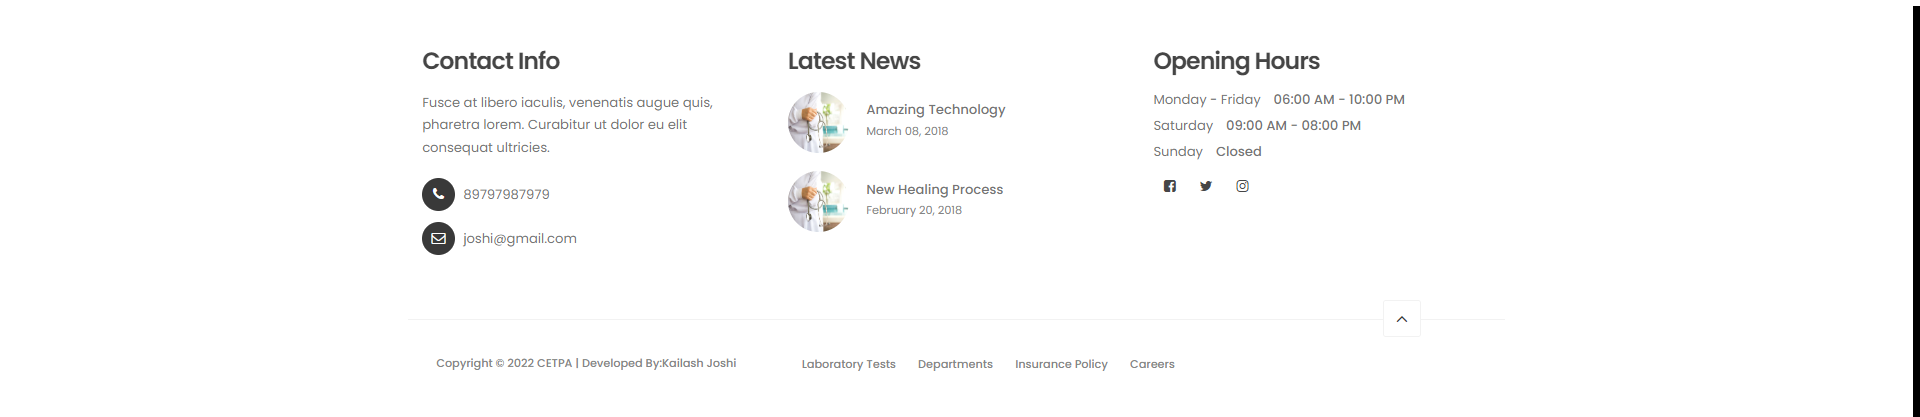 Contact Info
Fusce at libero iaculis, venenatis augue quis,
pharetra lorem. Curabitur ut dolor eu elit
consequat ultricies.
89797987979
joshi@gmail.com
Latest News
Amazing Technology
March 08, 2018
New Healing Process
February 20, 2018
Opening Hours
Monday - Friday 06:00 AM - 10:00 PM
Saturday 09:00 AM - 08:00 PM
Sunday Closed
Copyright © 2022 CETPA | Developed By:Kailash Joshi
Laboratory Tests Departments Insurance Policy Careers